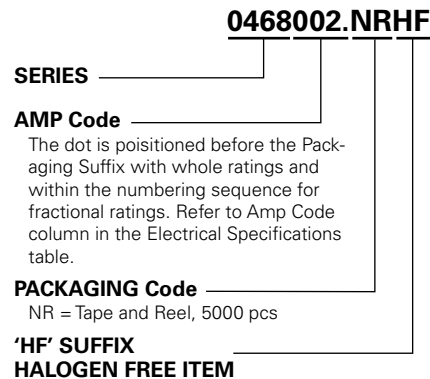 0468002.NRHF
SERIES
AMP Code
The dot is poisitioned before the Pack-
aging Suffix with whole ratings and
within the numbering sequence for
fractional ratings. Refer to Amp Code
column in the Electrical Specifications
table.
PACKAGING Code
NR = Tape and Reel, 5000 pcs
‘HF’ SUFFIX
HALOGEN FREE ITEM